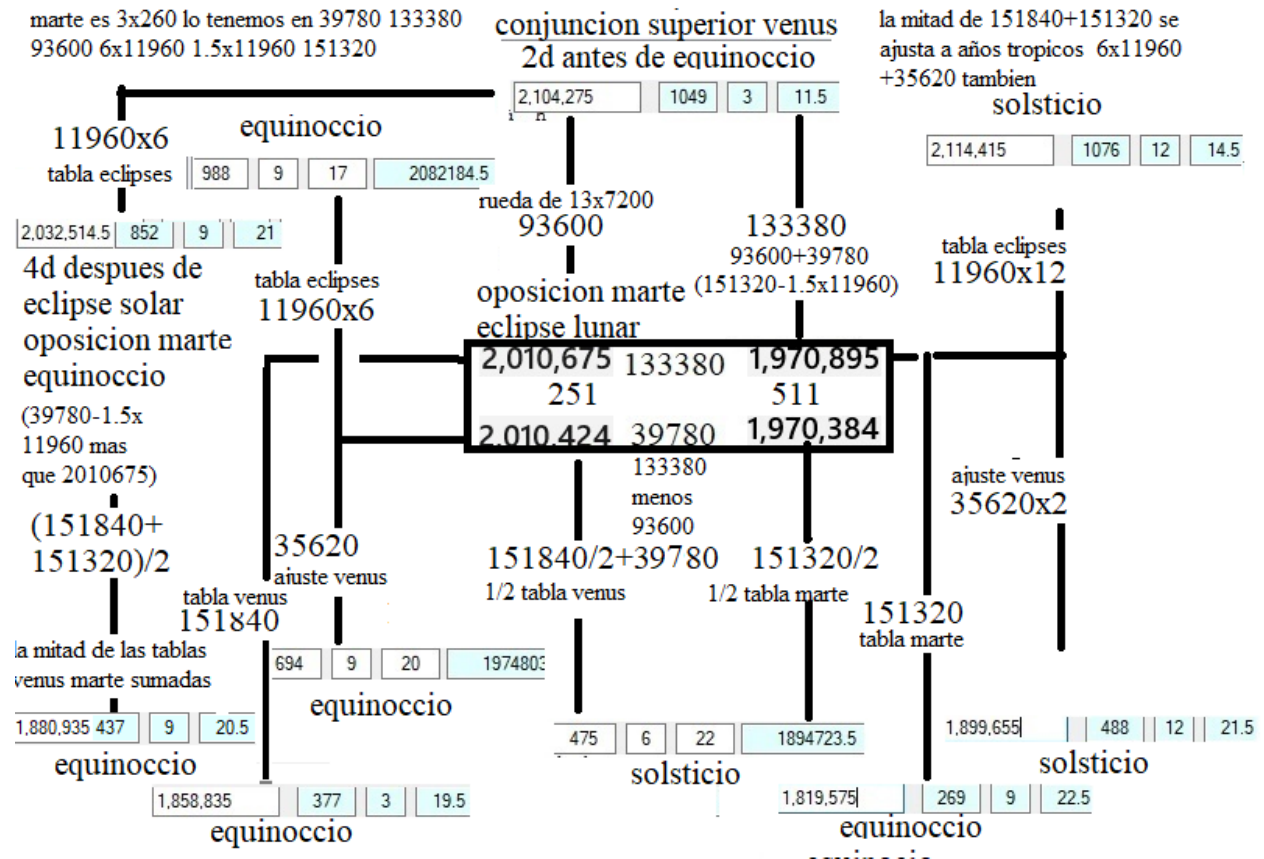 marte es 3x260 lo tenemos en 39780 133380
93600 6x11960 1.5x11960 151320
conjuncion superior venus
2d antes de equinoccio
2,104,275 1049 3 11.5
la mitad de 151840+151320 se
ajusta a años tropicos 6x11960
+35620 tambien
solsticio
2,114,415 1076 12 14.5
11960x6
tabla eclipses
equinoccio
988 9 17 2082184.5
2,032,514.5 852 9 21
4d despues de
eclipse solar
oposicion marte
equinoccio
(39780-1.5x
11960 mas
que 2010675)
(151840+
151320)/2
la mitad de las tablas
venus marte sumadas
1,880,935 437 9 20.5
equinoccio
tabla eclipses
11960x6
rueda de 13x7200
93600
oposicion marte
eclipse lunar
133380
93600+39780
(151320-1.5x11960)
tabla eclipses
11960x12
2,010,675 133380 1,970,895
251 511
2,010,424 39780 1,970,384
133380
menos
93600
ajuste venus
35620x2
35620
ajuste venus
tabla venus
151840
151840/2+39780
1/2 tabla venus
151320/2
1/2 tabla marte
151320
tabla marte
694 9 20 1974803
equinoccio
475 6 22 1894723.5
solsticio
1,899,655 488 12 21.5
solsticio
1,858,835 377 3 19.5
equinoccio
1,819,575 269 9 22.5
equinoccio